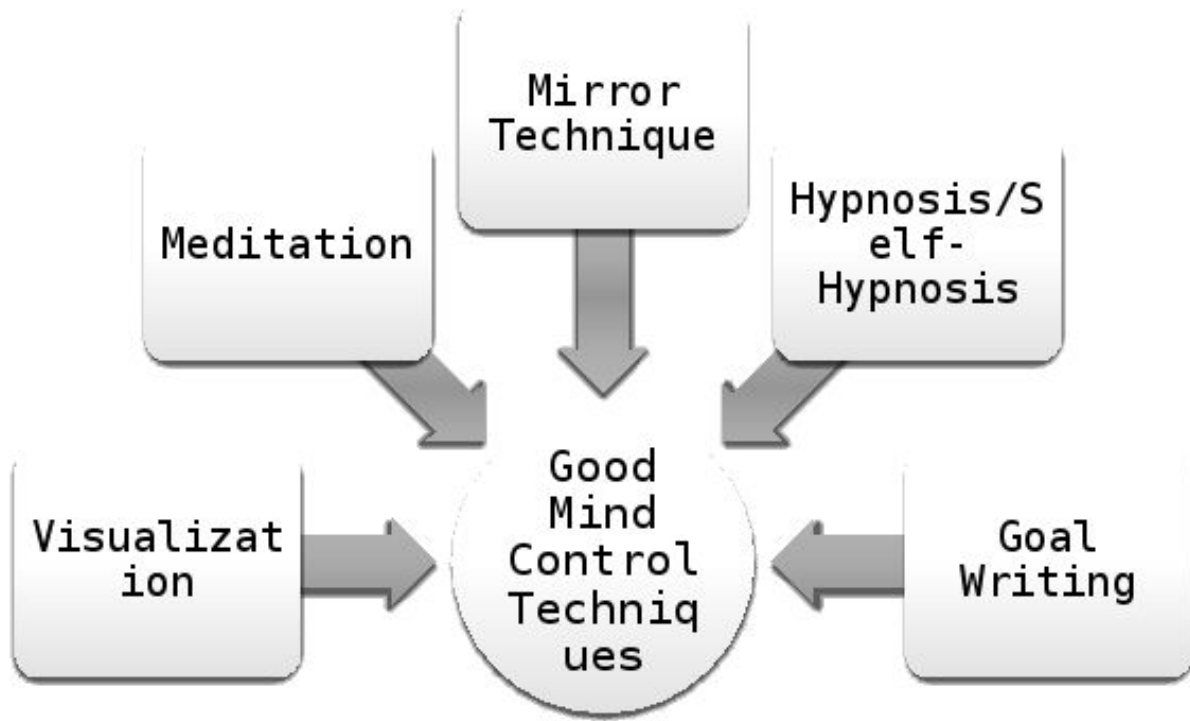 Mirror
Technique
Meditation
Hypnosis/S
elf-
Hypnosis
Visualizat
ion
Good
Mind
Control
Techniq
ues
Goal
Writing